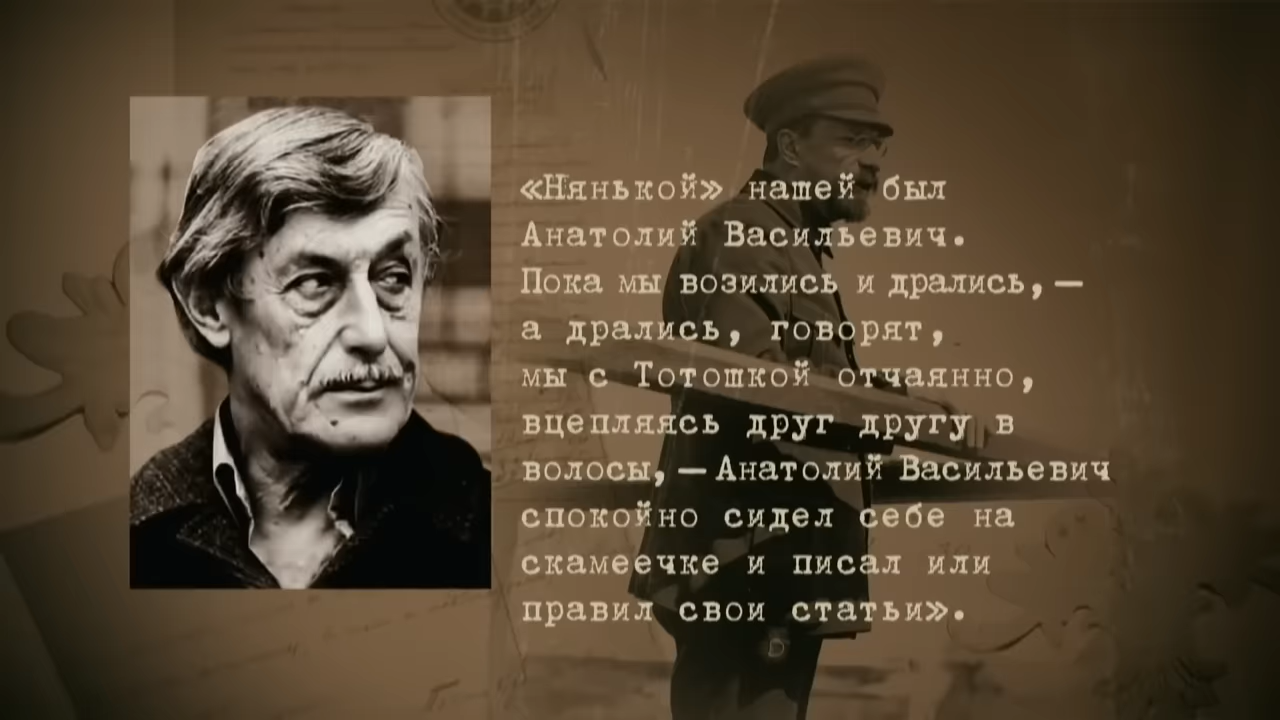 «Нянькой» нашей был
Анатолий Васильевич.
Пока мы возились и дрались,—
а дрались, говорят,
мы с Тотошкой отчаянно,
вцепляясь друг другу в
волосы,—Анатолий Васильевич
спокойно сидел себе на
скамеечке и писал или
правил свои статьи».